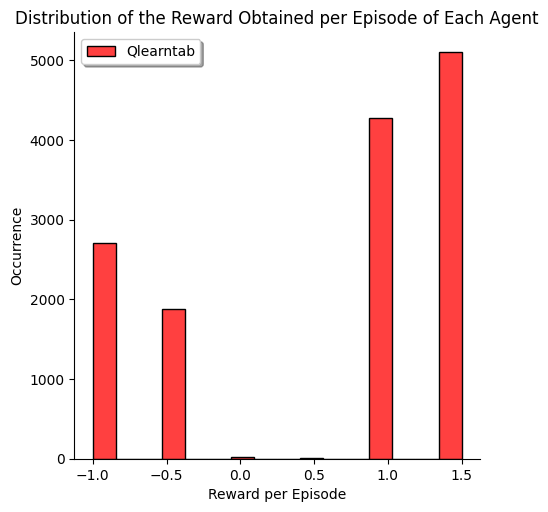 Distribution of the Reward Obtained per Episode of Each Agent
Qlearntab
5000
4000
3000
2000
1000
0
Occurrence
−1.0 −0.5 0.0 0.5 1.0 1.5
Reward per Episode